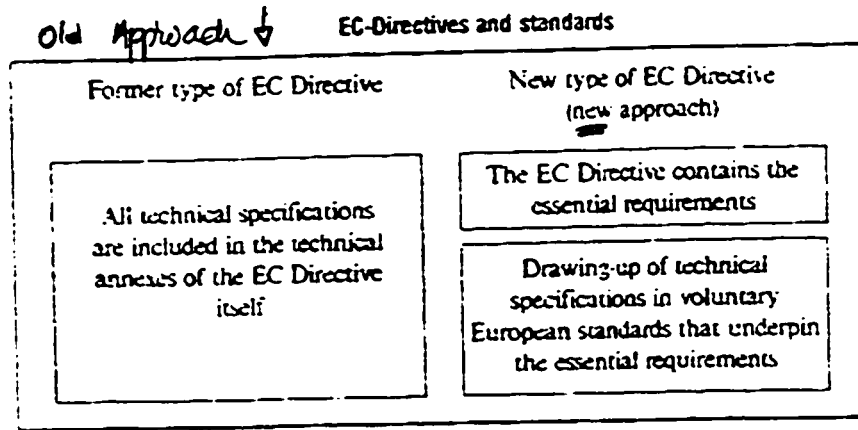 Old Approach ↓
EC-Directives and standards
Former type of EC Directive
All technical specifications
are included in the technical
annexes of the EC Directive
itself
New type of EC Directive
(new approach)
The EC Directive contains the
essential requirements
Drawing-up of technical
specifications in voluntary
European standards that underpin
the essential requirements